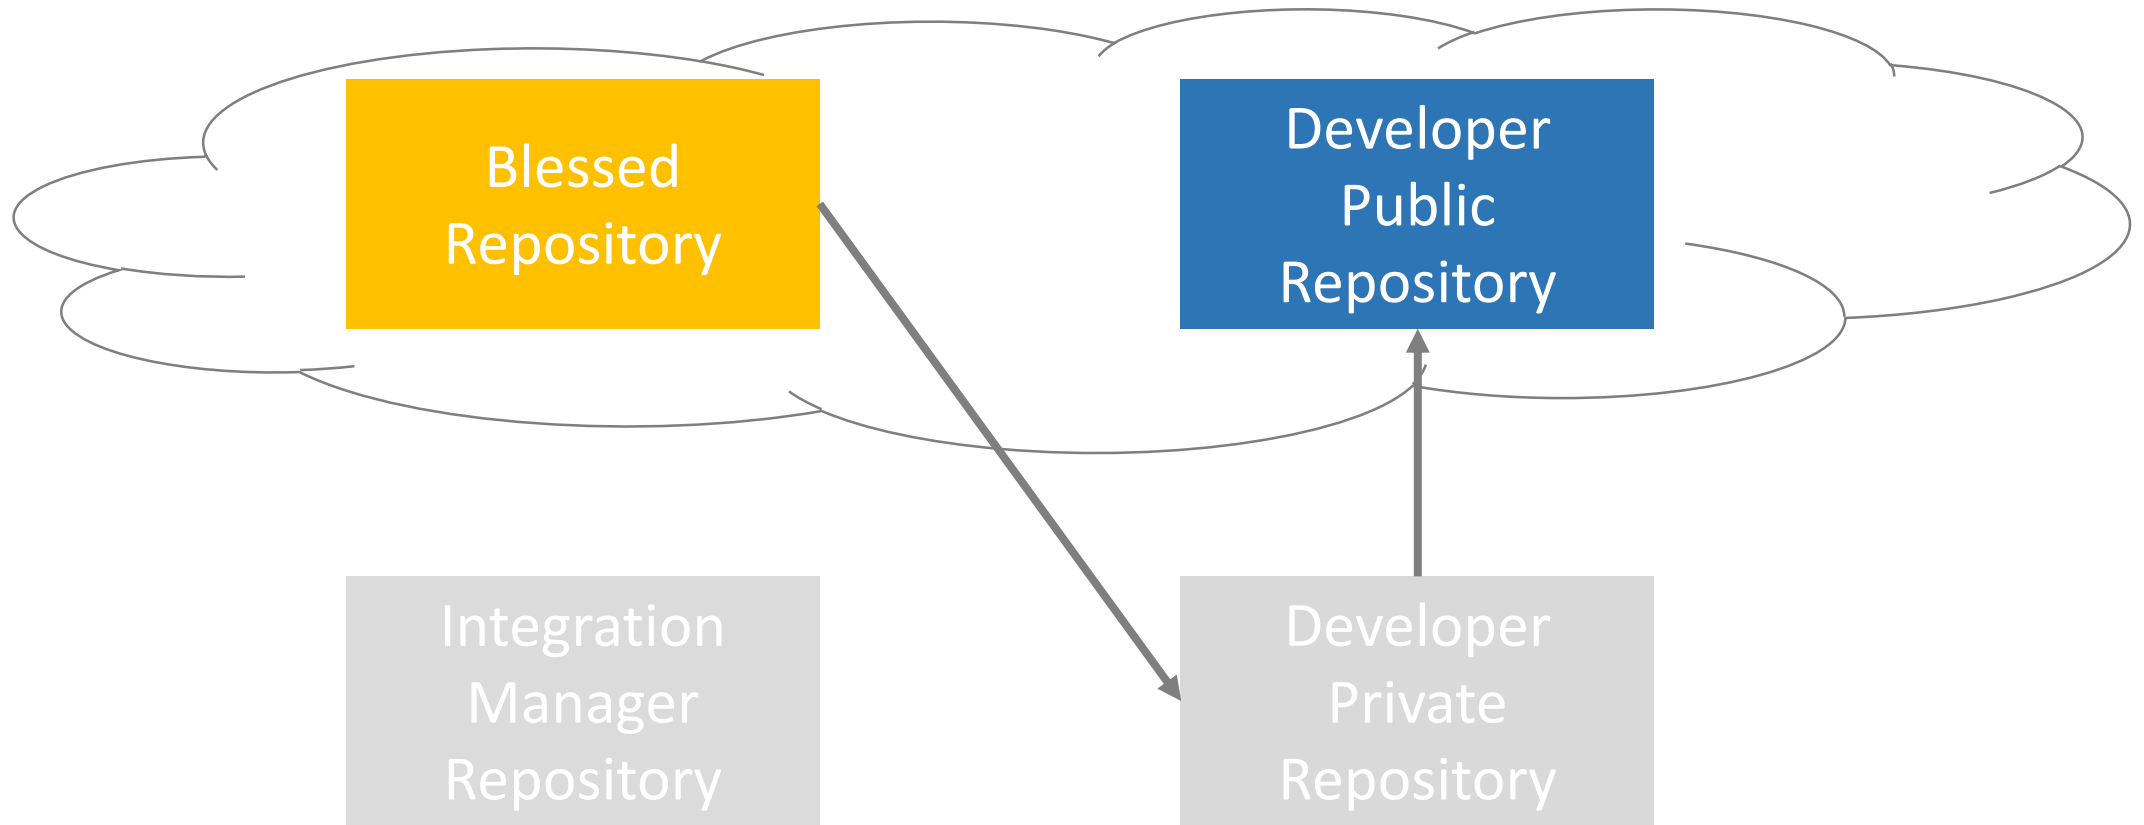 Blessed
Repository
Developer
Public
Repository
Integration
Manager
Repository
Developer
Private
Repository